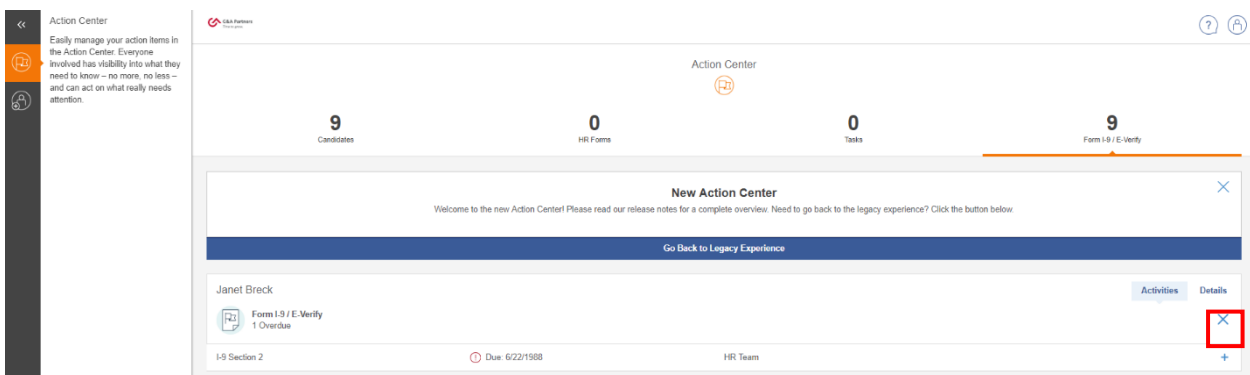 Action Center
Easily manage your action items in
the Action Center. Everyone
involved has visibility into what they
need to know – no more, no less –
and can act on what really needs
attention.
G&A Partners
Action Center
9
Candidates
0
HR Forms
0
Tasks
9
Form I-9 / E-Verify
New Action Center
Welcome to the new Action Center! Please read our release notes for a complete overview. Need to go back to the legacy experience? Click the button below.
Go Back to Legacy Experience
Janet Breck
Activities
Details
Form I-9 / E-Verify
1 Overdue
I-9 Section 2
Due: 6/22/1988
HR Team